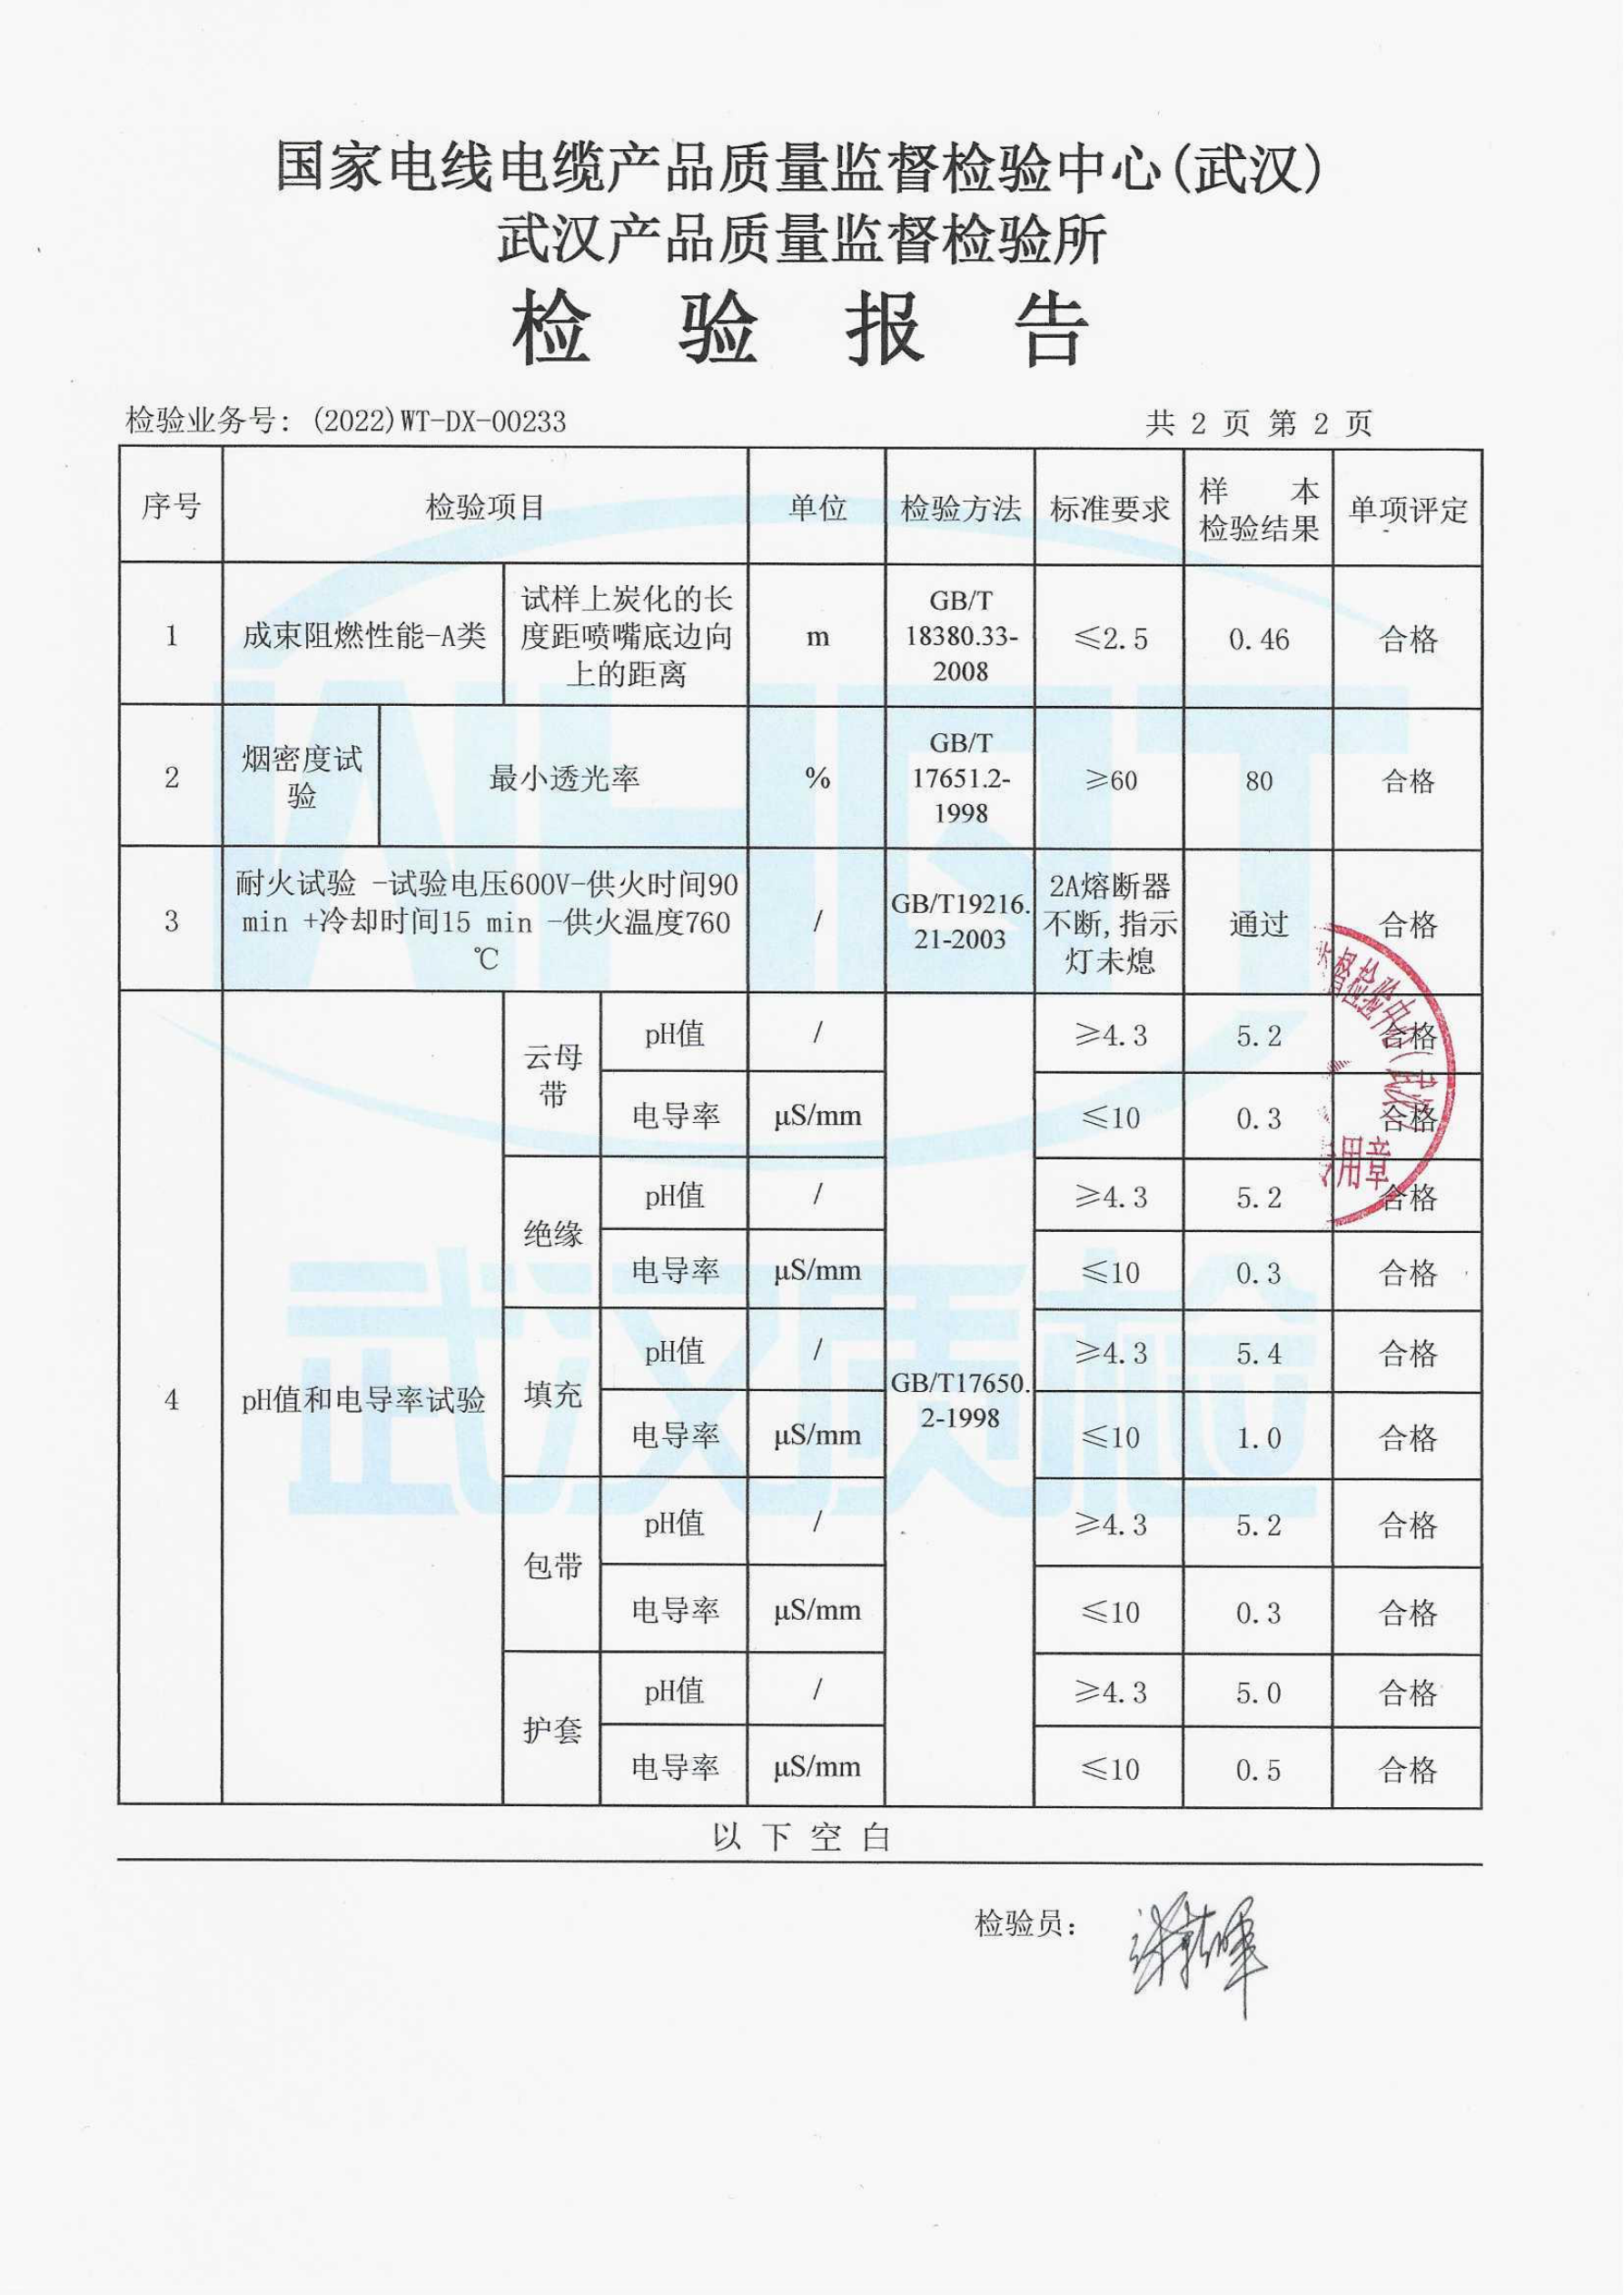 国家电线电缆产品质量监督检验中心(武汉)
武汉产品质量监督检验所
检 验 报 告
检验业务号: (2022)WT-DX-00233
共 2 页 第 2 页
序号 检验项目 单位 检验方法 标准要求 样 本 检验结果 单项评定
1 成束阻燃性能-A类 试样上炭化的长度距喷嘴底边向上的距离 m GB/T 18380.33-2008 ≤2.5 0.46 合格
2 烟密度试验 最小透光率 % GB/T 17651.2-1998 ≥60 80 合格
3 耐火试验 -试验电压600V-供火时间90 min +冷却时间15 min -供火温度760℃ / GB/T19216.21-2003 2A熔断器不断,指示灯未熄 通过 合格
4 pH值和电导率试验 云母带 pH值 / GB/T17650.2-1998 ≥4.3 5.2 合格
电导率 μS/mm ≤10 0.3 合格
绝缘 pH值 / ≥4.3 5.2 合格
电导率 μS/mm ≤10 0.3 合格
填充 pH值 / ≥4.3 5.4 合格
电导率 μS/mm ≤10 1.0 合格
包带 pH值 / ≥4.3 5.2 合格
电导率 μS/mm ≤10 0.3 合格
护套 pH值 / ≥4.3 5.0 合格
电导率 μS/mm ≤10 0.5 合格
以 下 空 白
检验员:
督检验中心(武汉)
用章
WHQT
武汉质检